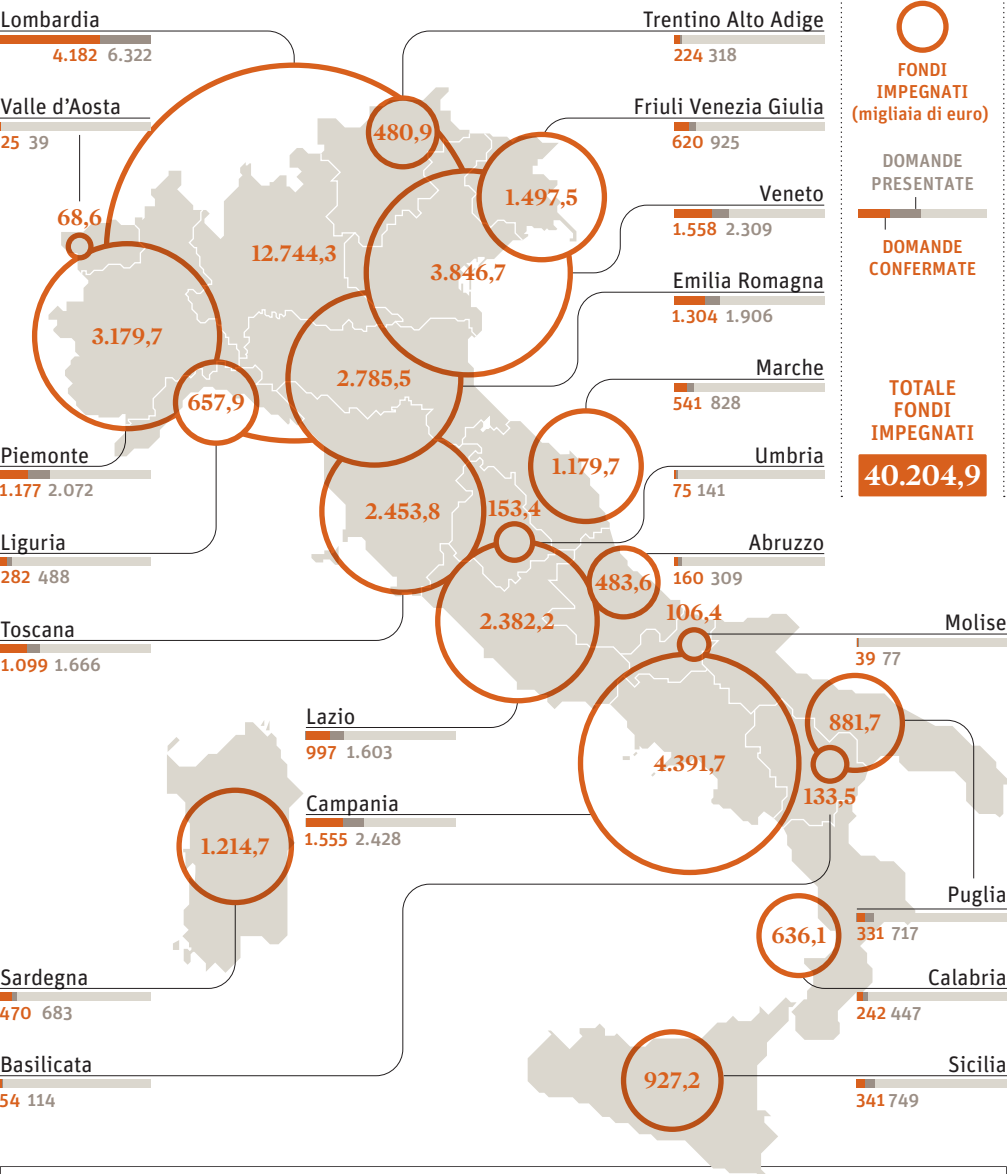 Lombardia
4.182 6.322
Valle d'Aosta
25 39
68,6
12.744,3
3.179,7
657,9
Piemonte
1.177 2.072
Liguria
282 488
Toscana
1.099 1.666
Trentino Alto Adige
224 318
480,9
Friuli Venezia Giulia
620 925
1.497,5
Veneto
1.558 2.309
3.846,7
Emilia Romagna
1.304 1.906
2.785,5
Marche
541 828
1.179,7
Umbria
75 141
153,4
2.453,8
Abruzzo
160 309
483,6
2.382,2
106,4
Molise
39 77
Lazio
997 1.603
Campania
1.555 2.428
4.391,7
881,7
133,5
1.214,7
Puglia
331 717
636,1
Sardegna
470 683
Calabria
242 447
Basilicata
54 114
927,2
Sicilia
341 749
FONDI
IMPEGNATI
(migliaia di euro)
DOMANDE
PRESENTATE
DOMANDE
CONFERMATE
TOTALE
FONDI
IMPEGNATI
40.204,9